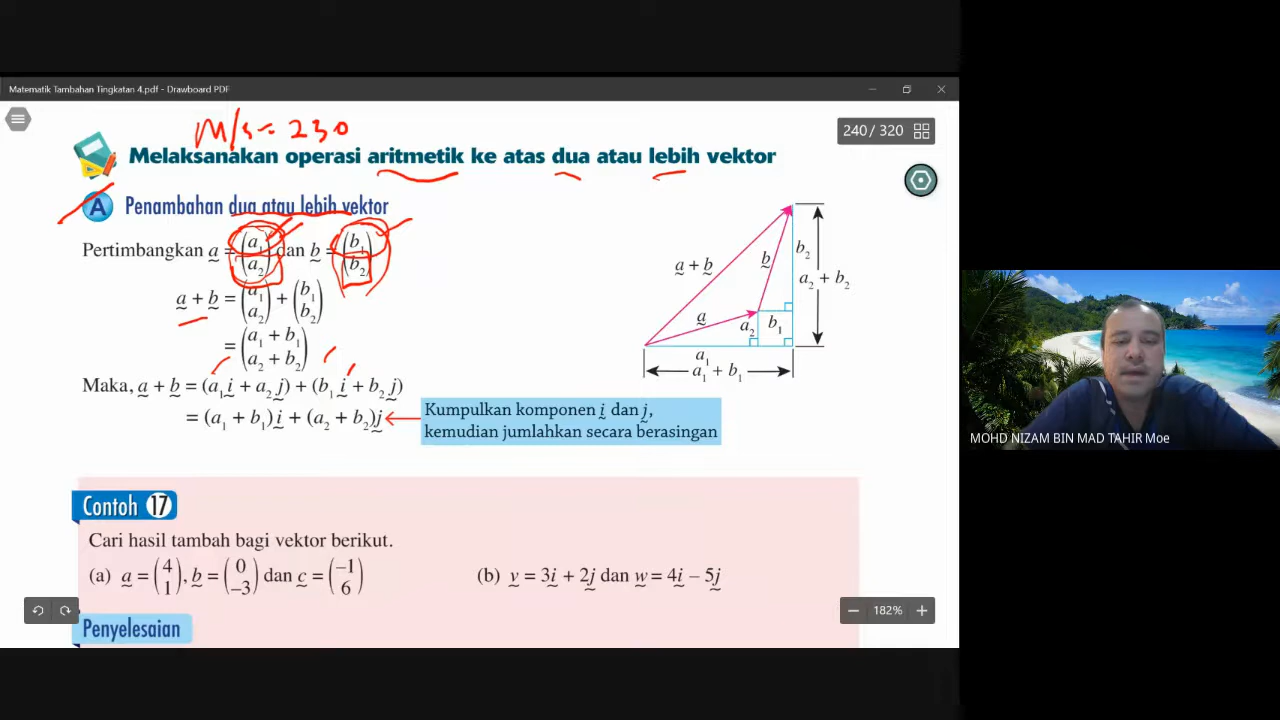 Matematik Tambahan Tingkatan 4.pdf - Drawboard PDF
240 / 320
M/s = 230
Melaksanakan operasi aritmetik ke atas dua atau lebih vektor
A Penambahan dua atau lebih vektor
Pertimbangkan a = (a₁ a₂) dan b = (b₁ b₂)
a + b = (a₁ a₂) + (b₁ b₂)
= (a₁ + b₁ a₂ + b₂)
Maka, a + b = (a₁i + a₂j) + (b₁i + b₂j)
= (a₁ + b₁)i + (a₂ + b₂)j
Kumpulkan komponen i dan j,
kemudian jumlahkan secara berasingan
a + b
b
b₂
a₂ + b₂
a
a₂
b₁
a₁
a₁ + b₁
Contoh 17
Cari hasil tambah bagi vektor berikut.
(a) a = (4 1), b = (0 –3) dan c = (–1 6)
(b) v = 3i + 2j dan w = 4i – 5j
182%
Penyelesaian
MOHD NIZAM BIN MAD TAHIR Moe